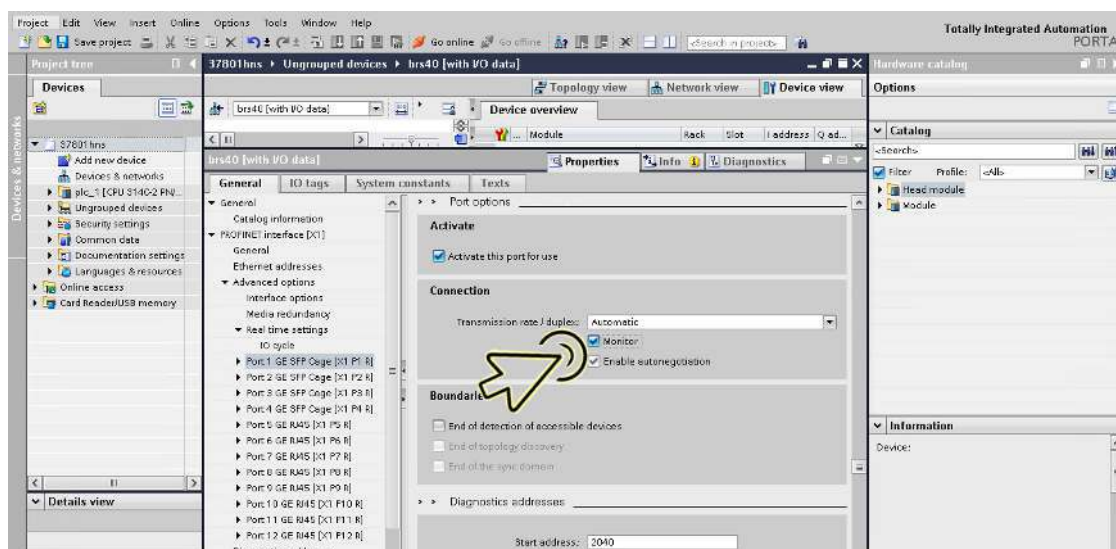 Project Edit View Insert Online Options Tools Window Help
Totally Integrated Automation
PORTA
Save project Go online Go offline <Search in project>
Project tree
37801hns ▸ Ungrouped devices ▸ brs40 [with I/O data]
Hardware catalog
Devices
Topology view Network view Device view
Options
brs40 [with I/O data]
Device overview
Module Rack Slot I address Q ad...
Catalog
<Search>
Filter Profile: <All>
Head module
Module
Devices & networks
37801hns
Add new device
Devices & networks
plc_1 [CPU 314C-2 PN/...
Ungrouped devices
Security settings
Common data
Documentation settings
Languages & resources
Online access
Card Reader/USB memory
Details view
brs40 [with I/O data]
Properties Info Diagnostics
General IO tags System constants Texts
General
Catalog information
PROFINET interface [X1]
General
Ethernet addresses
Advanced options
Interface options
Media redundancy
Real time settings
IO cycle
Port 1 GE SFP Cage [X1 P1 R]
Port 2 GE SFP Cage [X1 P2 R]
Port 3 GE SFP Cage [X1 P3 R]
Port 4 GE SFP Cage [X1 P4 R]
Port 5 GE RJ45 [X1 P5 R]
Port 6 GE RJ45 [X1 P6 R]
Port 7 GE RJ45 [X1 P7 R]
Port 8 GE RJ45 [X1 P8 R]
Port 9 GE RJ45 [X1 P9 R]
Port 10 GE RJ45 [X1 P10 R]
Port 11 GE RJ45 [X1 P11 R]
Port 12 GE RJ45 [X1 P12 R]
Port options
Activate
Activate this port for use
Connection
Transmission rate / duplex: Automatic
Monitor
Enable autonegotiation
Boundarie
End of detection of accessible devices
End of topology discovery
End of the sync domain
Diagnostics addresses
Start address: 2040
Information
Device: